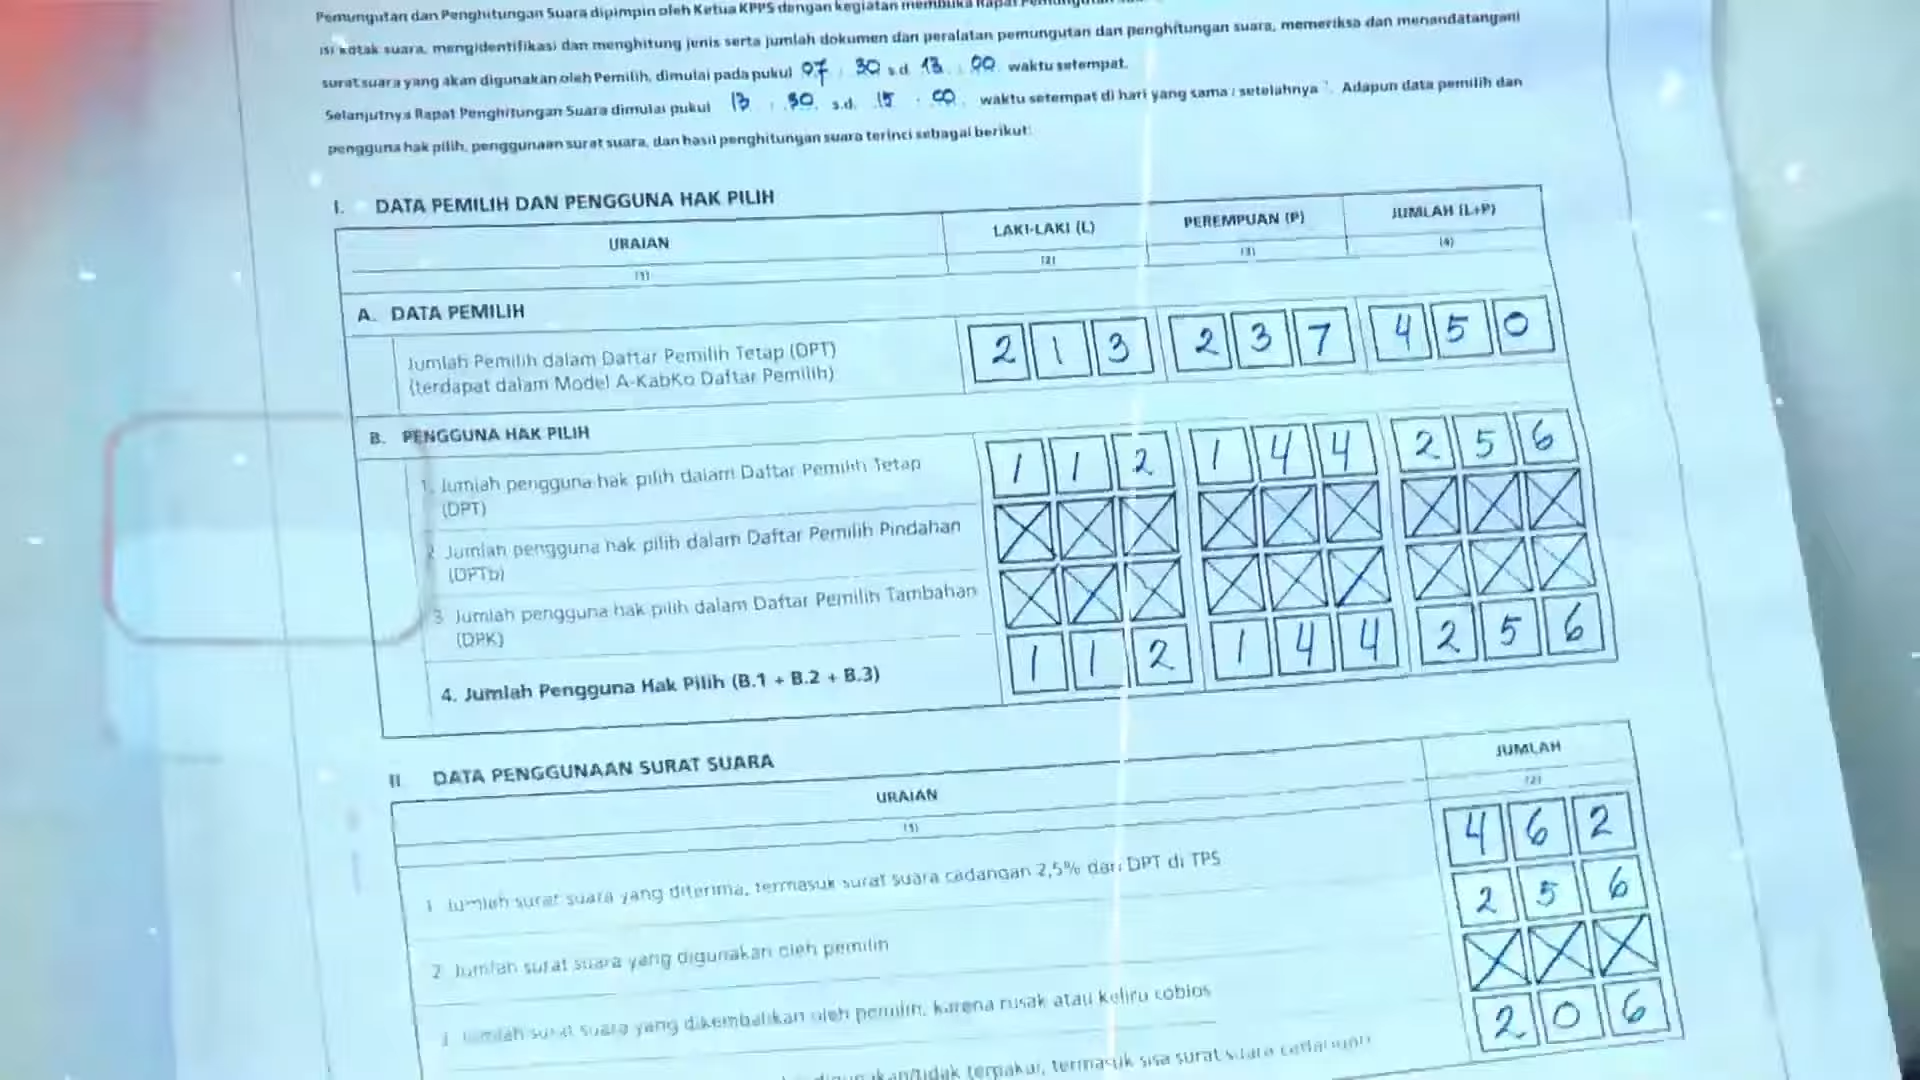 Pemungutan dan Penghitungan Suara dipimpin oleh Ketua KPPS dengan kegiatan membuka Rapat
isi kotak suara, mengidentifikasi dan menghitung jenis serta jumlah dokumen dan peralatan pemungutan dan penghitungan suara, memeriksa dan menandatangani
surat suara yang akan digunakan oleh Pemilih, dimulai pada pukul 07 : 30 s.d. 13 : 00 waktu setempat.
Selanjutnya Rapat Penghitungan Suara dimulai pukul 13 : 30 s.d. 15 : 00 waktu setempat di hari yang sama / setelahnya *. Adapun data pemilih dan
pengguna hak pilih, penggunaan surat suara, dan hasil penghitungan suara terinci sebagai berikut:
I. DATA PEMILIH DAN PENGGUNA HAK PILIH
URAIAN LAKI-LAKI (L) PEREMPUAN (P) JUMLAH (L+P)
(1) (2) (3) (4)
A. DATA PEMILIH
Jumlah Pemilih dalam Daftar Pemilih Tetap (DPT) 2 1 3 2 3 7 4 5 0
(terdapat dalam Model A-KabKo Daftar Pemilih)
B. PENGGUNA HAK PILIH
1. Jumlah pengguna hak pilih dalam Daftar Pemilih Tetap 1 1 2 1 4 4 2 5 6
(DPT)
2. Jumlah pengguna hak pilih dalam Daftar Pemilih Pindahan X X X X X X X X X
(DPTb)
3. Jumlah pengguna hak pilih dalam Daftar Pemilih Tambahan X X X X X X X X X
(DPK)
4. Jumlah Pengguna Hak Pilih (B.1 + B.2 + B.3) 1 1 2 1 4 4 2 5 6
II DATA PENGGUNAAN SURAT SUARA
URAIAN JUMLAH
(1) (2)
1 Jumlah surat suara yang diterima, termasuk surat suara cadangan 2,5% dari DPT di TPS 4 6 2
2 Jumlah surat suara yang digunakan oleh pemilih 2 5 6
3 Jumlah surat suara yang dikembalikan oleh pemilih, karena rusak atau keliru coblos X X X
digunakan/tidak terpakai, termasuk sisa surat suara cadangan 2 0 6